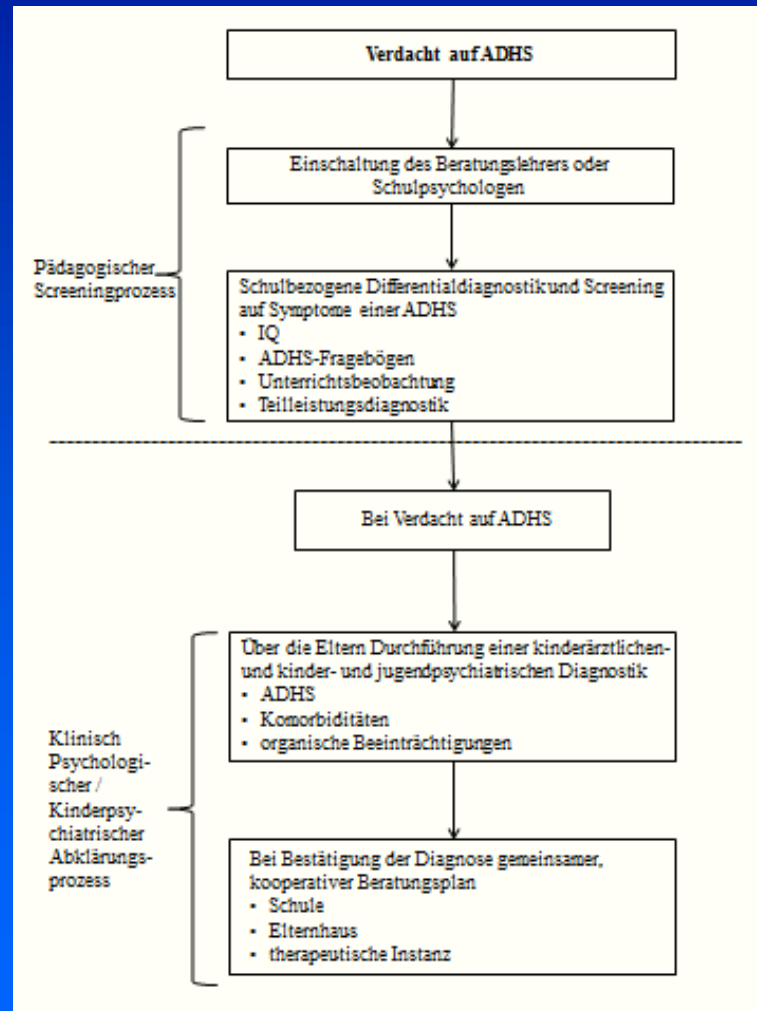 Verdacht auf ADHS
Einschaltung des Beratungslehrers oder
Schulpsychologen
Pädagogischer
Screeningprozess
Schulbezogene Differentialdiagnostik und Screening
auf Symptome einer ADHS
▪ IQ
▪ ADHS-Fragebögen
▪ Unterrichtsbeobachtung
▪ Teilleistungsdiagnostik
Bei Verdacht auf ADHS
Über die Eltern Durchführung einer kinderärztlichen-
und kinder- und jugendpsychiatrischen Diagnostik
▪ ADHS
▪ Komorbiditäten
▪ organische Beeinträchtigungen
Klinisch
Psychologi-
scher /
Kinderpsy-
chiatrischer
Abklärungs-
prozess
Bei Bestätigung der Diagnose gemeinsamer,
kooperativer Beratungsplan
▪ Schule
▪ Elternhaus
▪ therapeutische Instanz